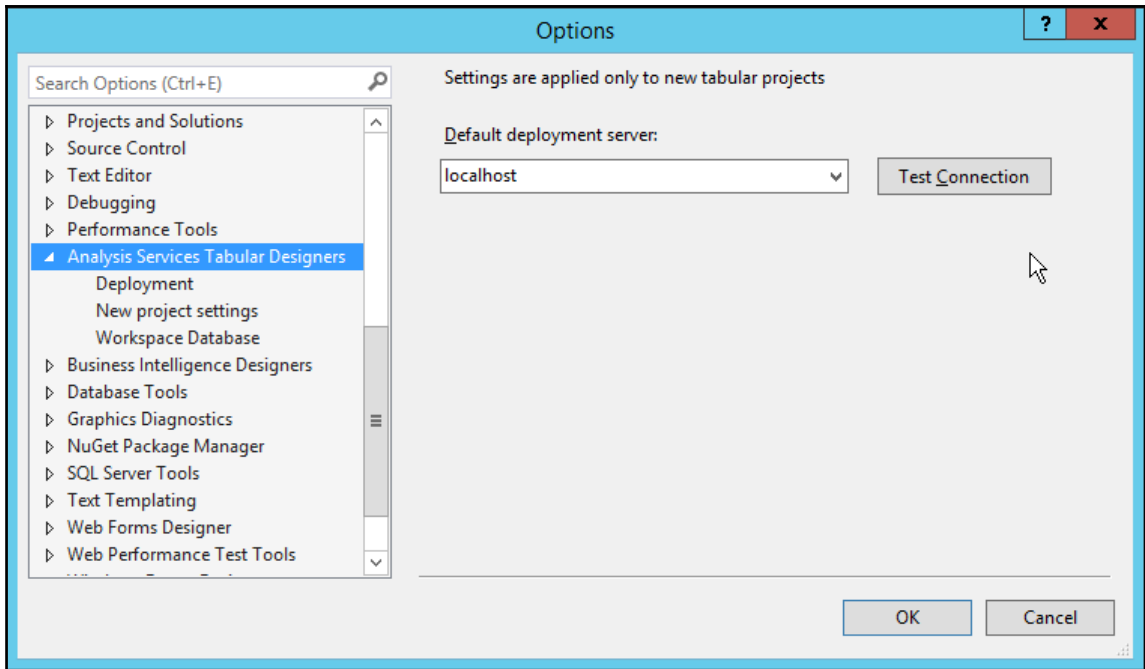 Options
?
x
Search Options (Ctrl+E)
Projects and Solutions
Source Control
Text Editor
Debugging
Performance Tools
Analysis Services Tabular Designers
Deployment
New project settings
Workspace Database
Business Intelligence Designers
Database Tools
Graphics Diagnostics
NuGet Package Manager
SQL Server Tools
Text Templating
Web Forms Designer
Web Performance Test Tools
Settings are applied only to new tabular projects
Default deployment server:
localhost
Test Connection
OK
Cancel